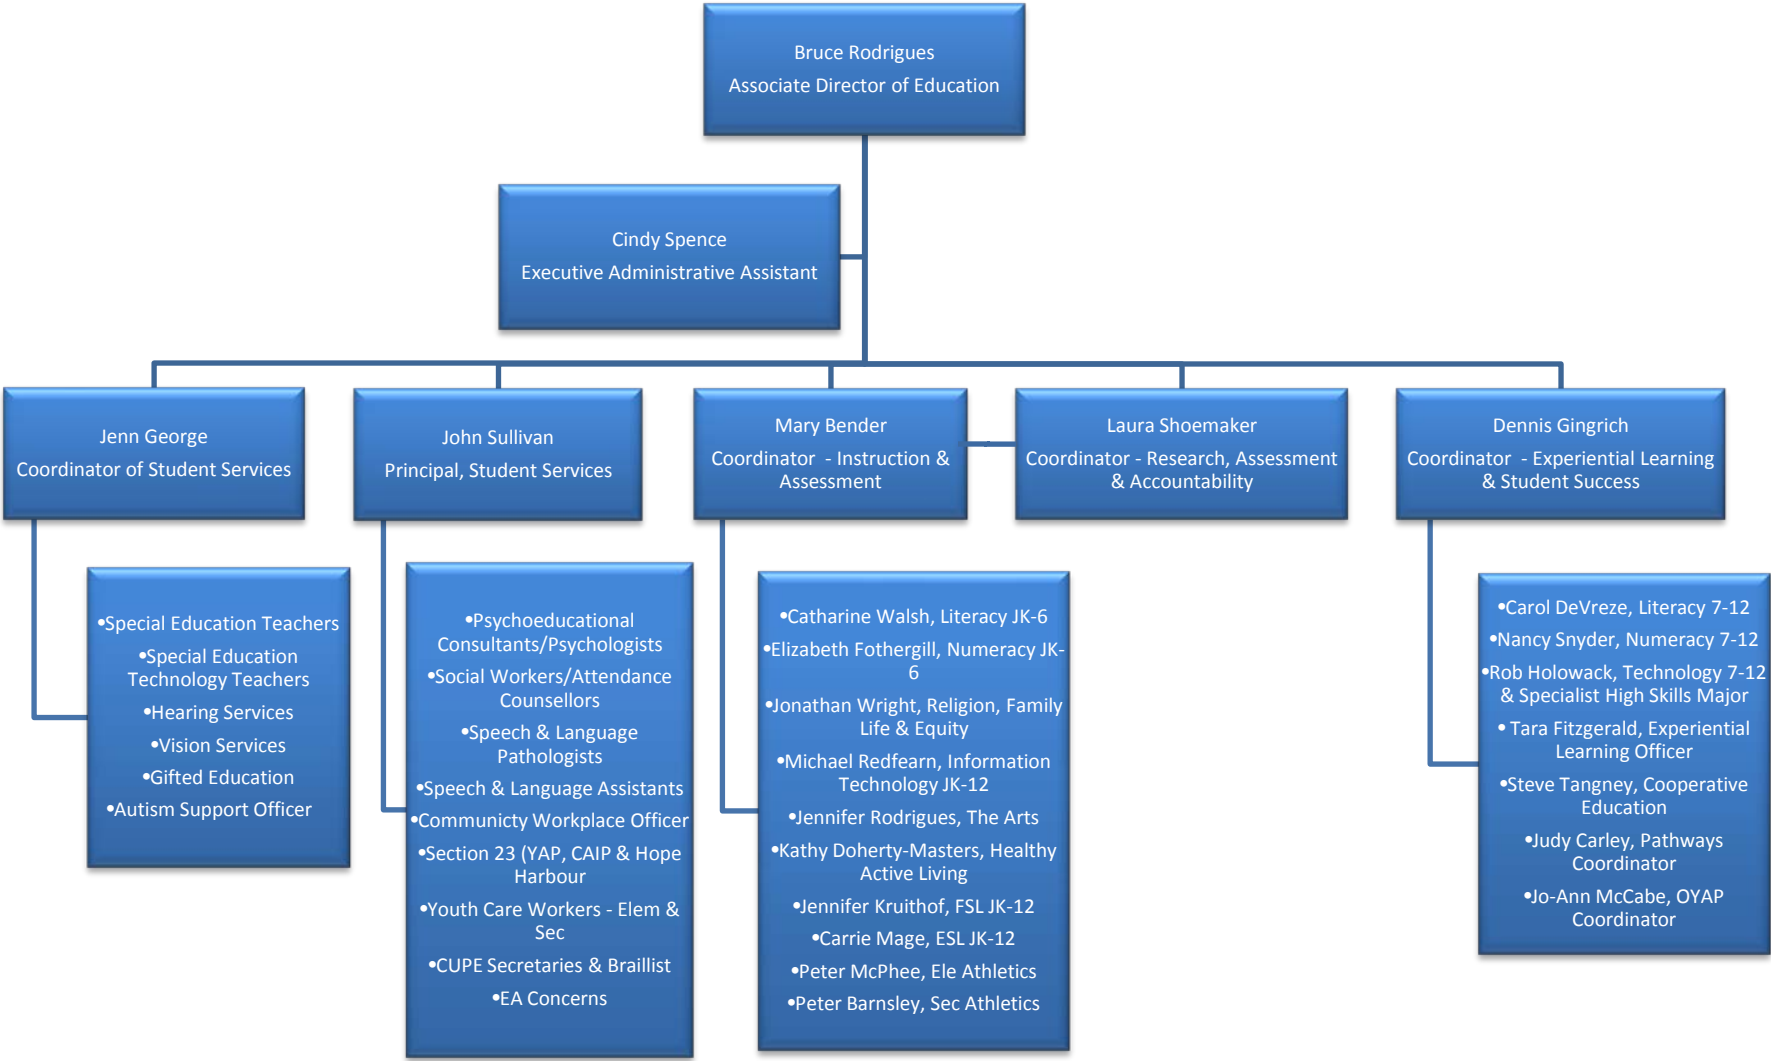 Bruce Rodrigues
Associate Director of Education
Cindy Spence
Executive Administrative Assistant
Jenn George
Coordinator of Student Services
John Sullivan
Principal, Student Services
Mary Bender
Coordinator - Instruction &
Assessment
Laura Shoemaker
Coordinator - Research, Assessment
& Accountability
Dennis Gingrich
Coordinator - Experiential Learning
& Student Success
•Special Education Teachers
•Special Education
Technology Teachers
•Hearing Services
•Vision Services
•Gifted Education
•Autism Support Officer
•Psychoeducational
Consultants/Psychologists
•Social Workers/Attendance
Counsellors
•Speech & Language
Pathologists
•Speech & Language Assistants
•Communicty Workplace Officer
•Section 23 (YAP, CAIP & Hope
Harbour
•Youth Care Workers - Elem &
Sec
•CUPE Secretaries & Braillist
•EA Concerns
•Catharine Walsh, Literacy JK-6
•Elizabeth Fothergill, Numeracy JK-
6
•Jonathan Wright, Religion, Family
Life & Equity
•Michael Redfearn, Information
Technology JK-12
•Jennifer Rodrigues, The Arts
•Kathy Doherty-Masters, Healthy
Active Living
•Jennifer Kruithof, FSL JK-12
•Carrie Mage, ESL JK-12
•Peter McPhee, Ele Athletics
•Peter Barnsley, Sec Athletics
•Carol DeVreze, Literacy 7-12
•Nancy Snyder, Numeracy 7-12
•Rob Holowack, Technology 7-12
& Specialist High Skills Major
• Tara Fitzgerald, Experiential
Learning Officer
•Steve Tangney, Cooperative
Education
•Judy Carley, Pathways
Coordinator
•Jo-Ann McCabe, OYAP
Coordinator